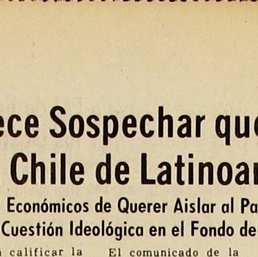 ece Sospechar que
Chile de Latinoar
Económicos de Querer Aislar al Pa
Cuestión Ideológica en el Fondo de
calificar la El comunicado de la